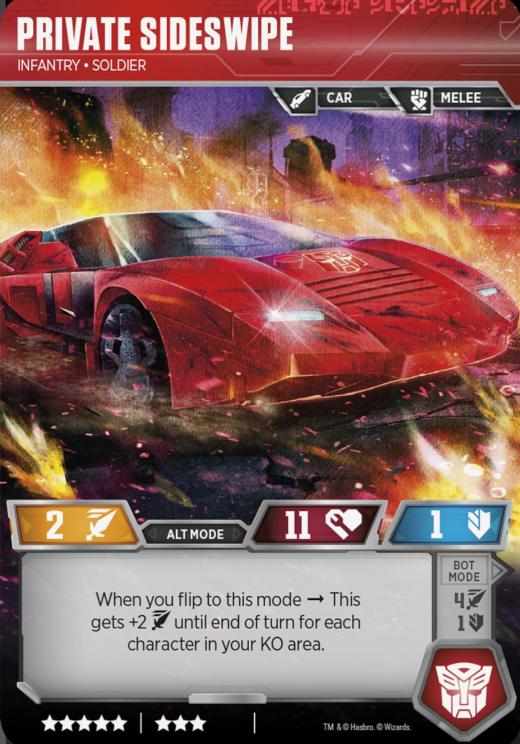 PRIVATE SIDESWIPE
INFANTRY • SOLDIER
CAR
MELEE
2
ALT MODE
11
1
When you flip to this mode → This
gets +2 until end of turn for each
character in your KO area.
BOT
MODE
4
1
★★★★★ | ★★★ |
TM & © Hasbro. © Wizards.